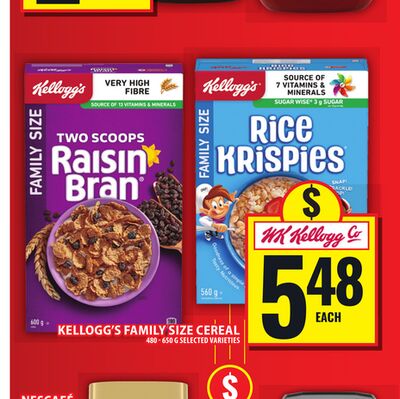 Kellogg's
VERY HIGH
FIBRE
SOURCE OF 13 VITAMINS & MINERALS
FAMILY SIZE
TWO SCOOPS
Raisin
Bran®
600 g
Kellogg's
SOURCE OF
7 VITAMINS &
MINERALS
SUGAR WISE* 3 g SUGAR
FAMILY SIZE
RICE
KRISPIES®
SNAP!
560 g
$
WK Kellogg Co
5 48
EACH
KELLOGG'S FAMILY SIZE CEREAL
480 - 650 G SELECTED VARIETIES
$
NESCAFÉ